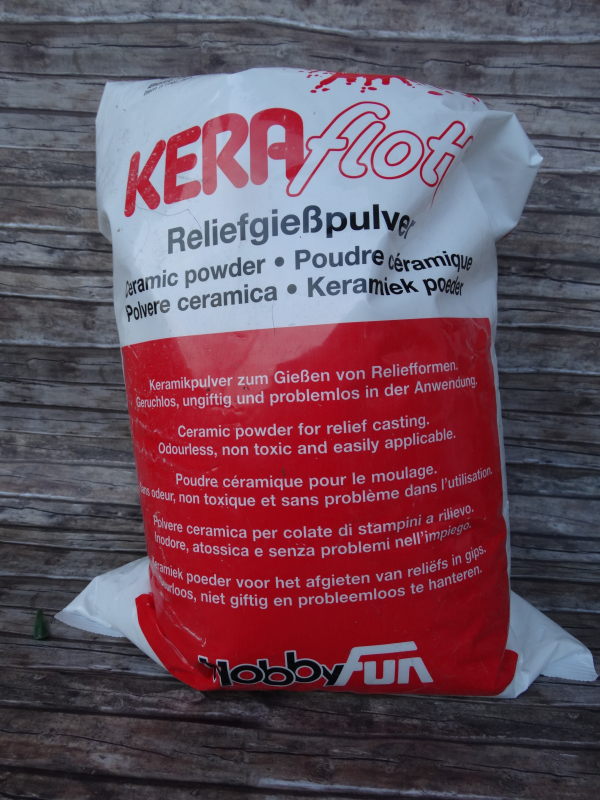 KERAflott
Reliefgießpulver
Ceramic powder • Poudre céramique
Polvere ceramica • Keramiek poeder
Keramikpulver zum Gießen von Reliefformen.
Geruchlos, ungiftig und problemlos in der Anwendung.
Ceramic powder for relief casting.
Odourless, non toxic and easily applicable.
Poudre céramique pour le moulage.
Sans odeur, non toxique et sans problème dans l'utilisation.
Polvere ceramica per colate di stampini a rilievo.
Inodore, atossica e senza problemi nell'impiego.
Keramiek poeder voor het afgieten van reliëfs in gips.
niet giftig en probleemloos te hanteren.
HobbyFun